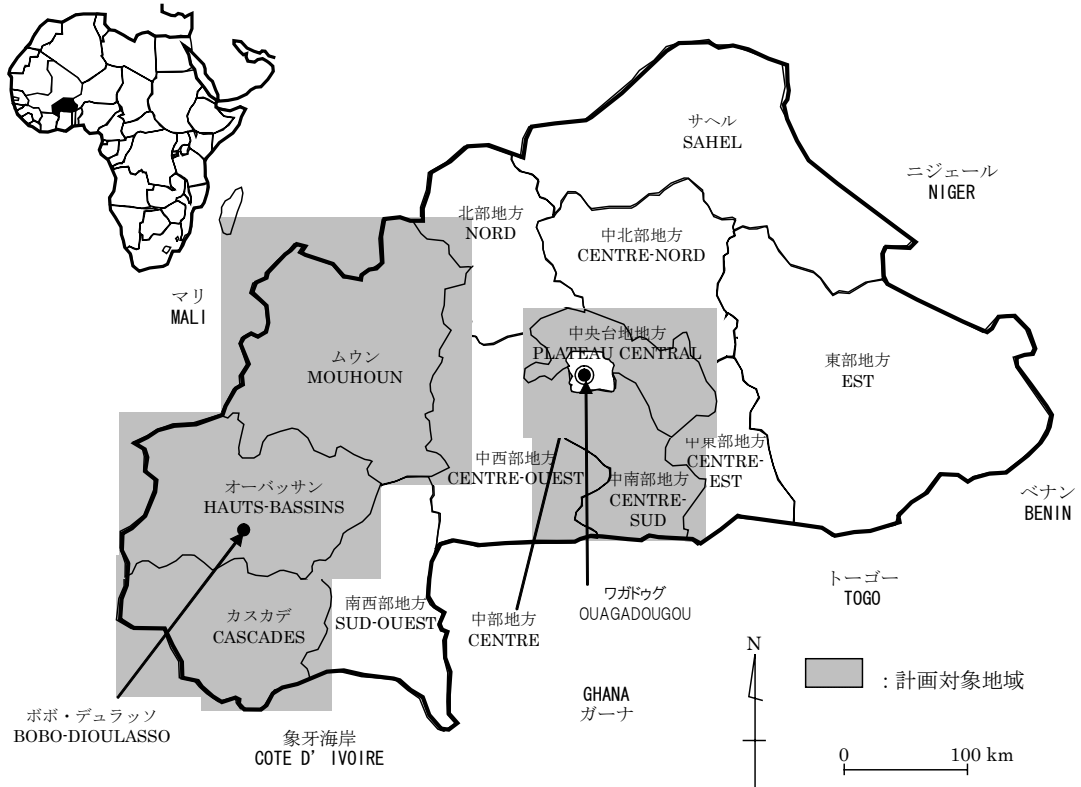 サヘル
SAHEL
ニジェール
NIGER
北部地方
NORD
中北部地方
CENTRE-NORD
マリ
MALI
ムウン
MOUHOUN
中央台地地方
PLATEAU CENTRAL
東部地方
EST
中西部地方
CENTRE-OUEST
中東部地方
CENTRE-
EST
中南部地方
CENTRE-
SUD
オーバッサン
HAUTS-BASSINS
ベナン
BENIN
トーゴー
TOGO
カスカデ
CASCADES
南西部地方
SUD-OUEST
中部地方
CENTRE
ワガドゥグ
OUAGADOUGOU
N
GHANA
ガーナ
：計画対象地域
ボボ・デュラッソ
BOBO-DIOULASSO
象牙海岸
COTE D' IVOIRE
0 100 km